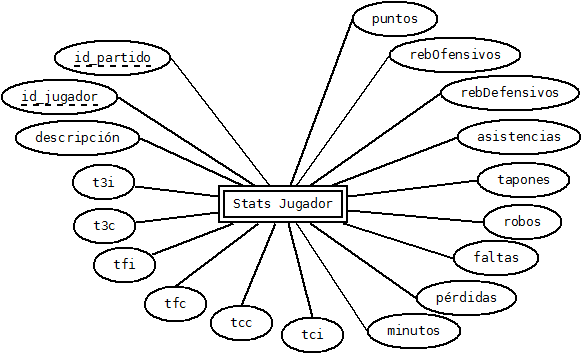 puntos
id_partido
rebOfensivos
id_jugador
rebDefensivos
descripción
asistencias
t3i
tapones
Stats Jugador
t3c
robos
tfi
faltas
tfc
pérdidas
tcc
tci
minutos